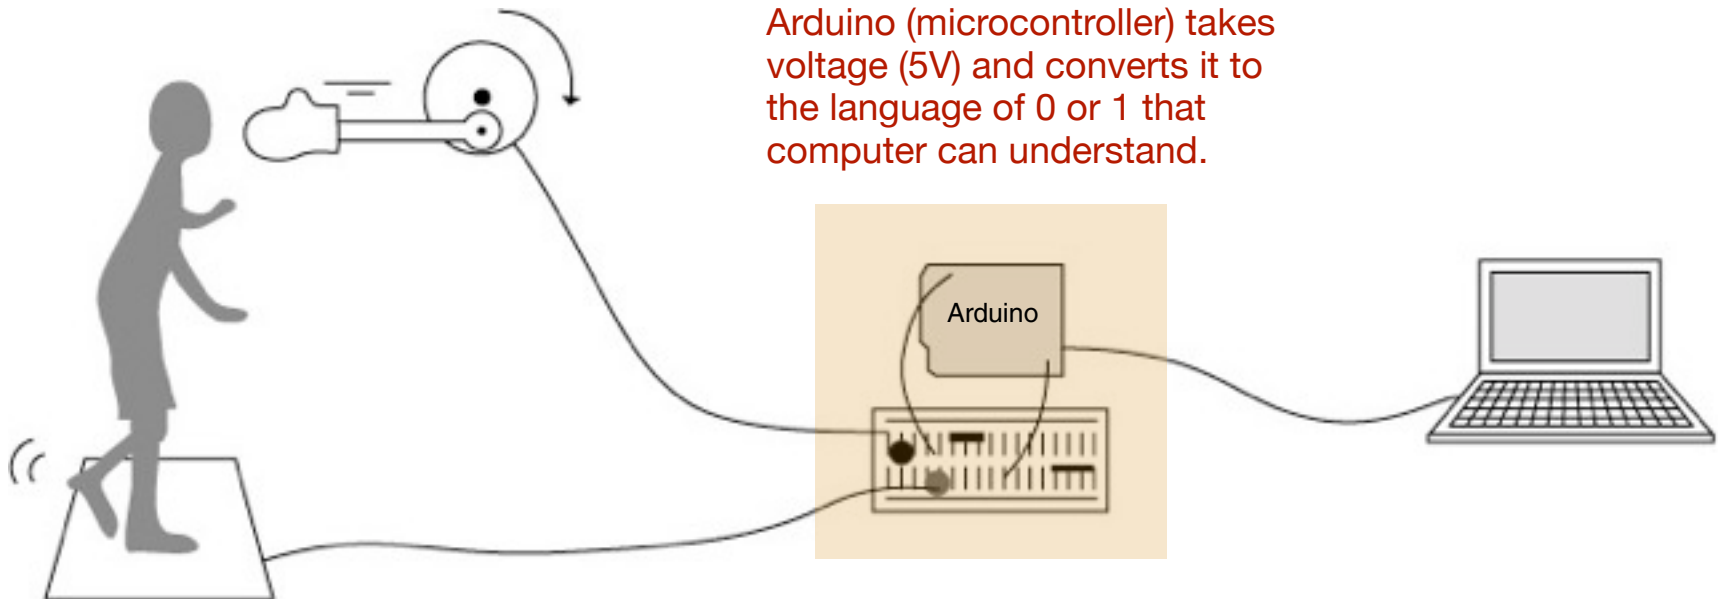 Arduino (microcontroller) takes
voltage (5V) and converts it to
the language of 0 or 1 that
computer can understand.
Arduino